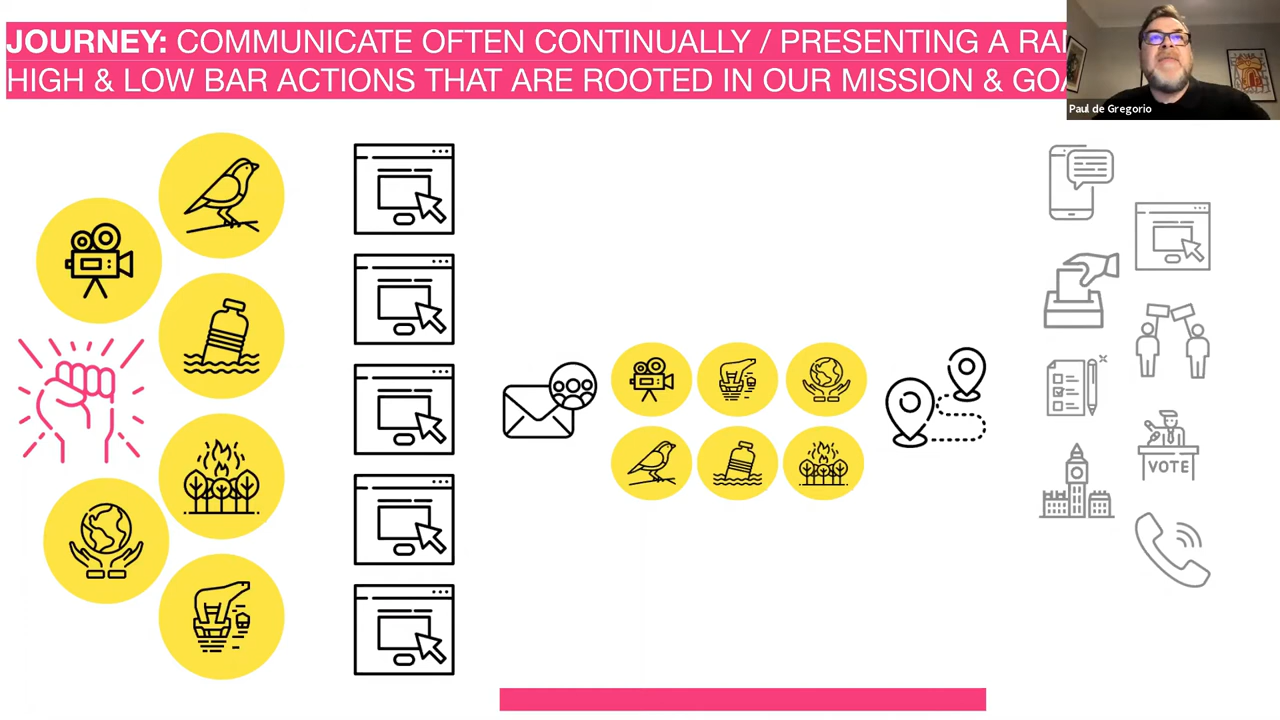 JOURNEY: COMMUNICATE OFTEN CONTINUALLY / PRESENTING A
HIGH & LOW BAR ACTIONS THAT ARE ROOTED IN OUR MISSION &
Paul de Gregorio
VOTE